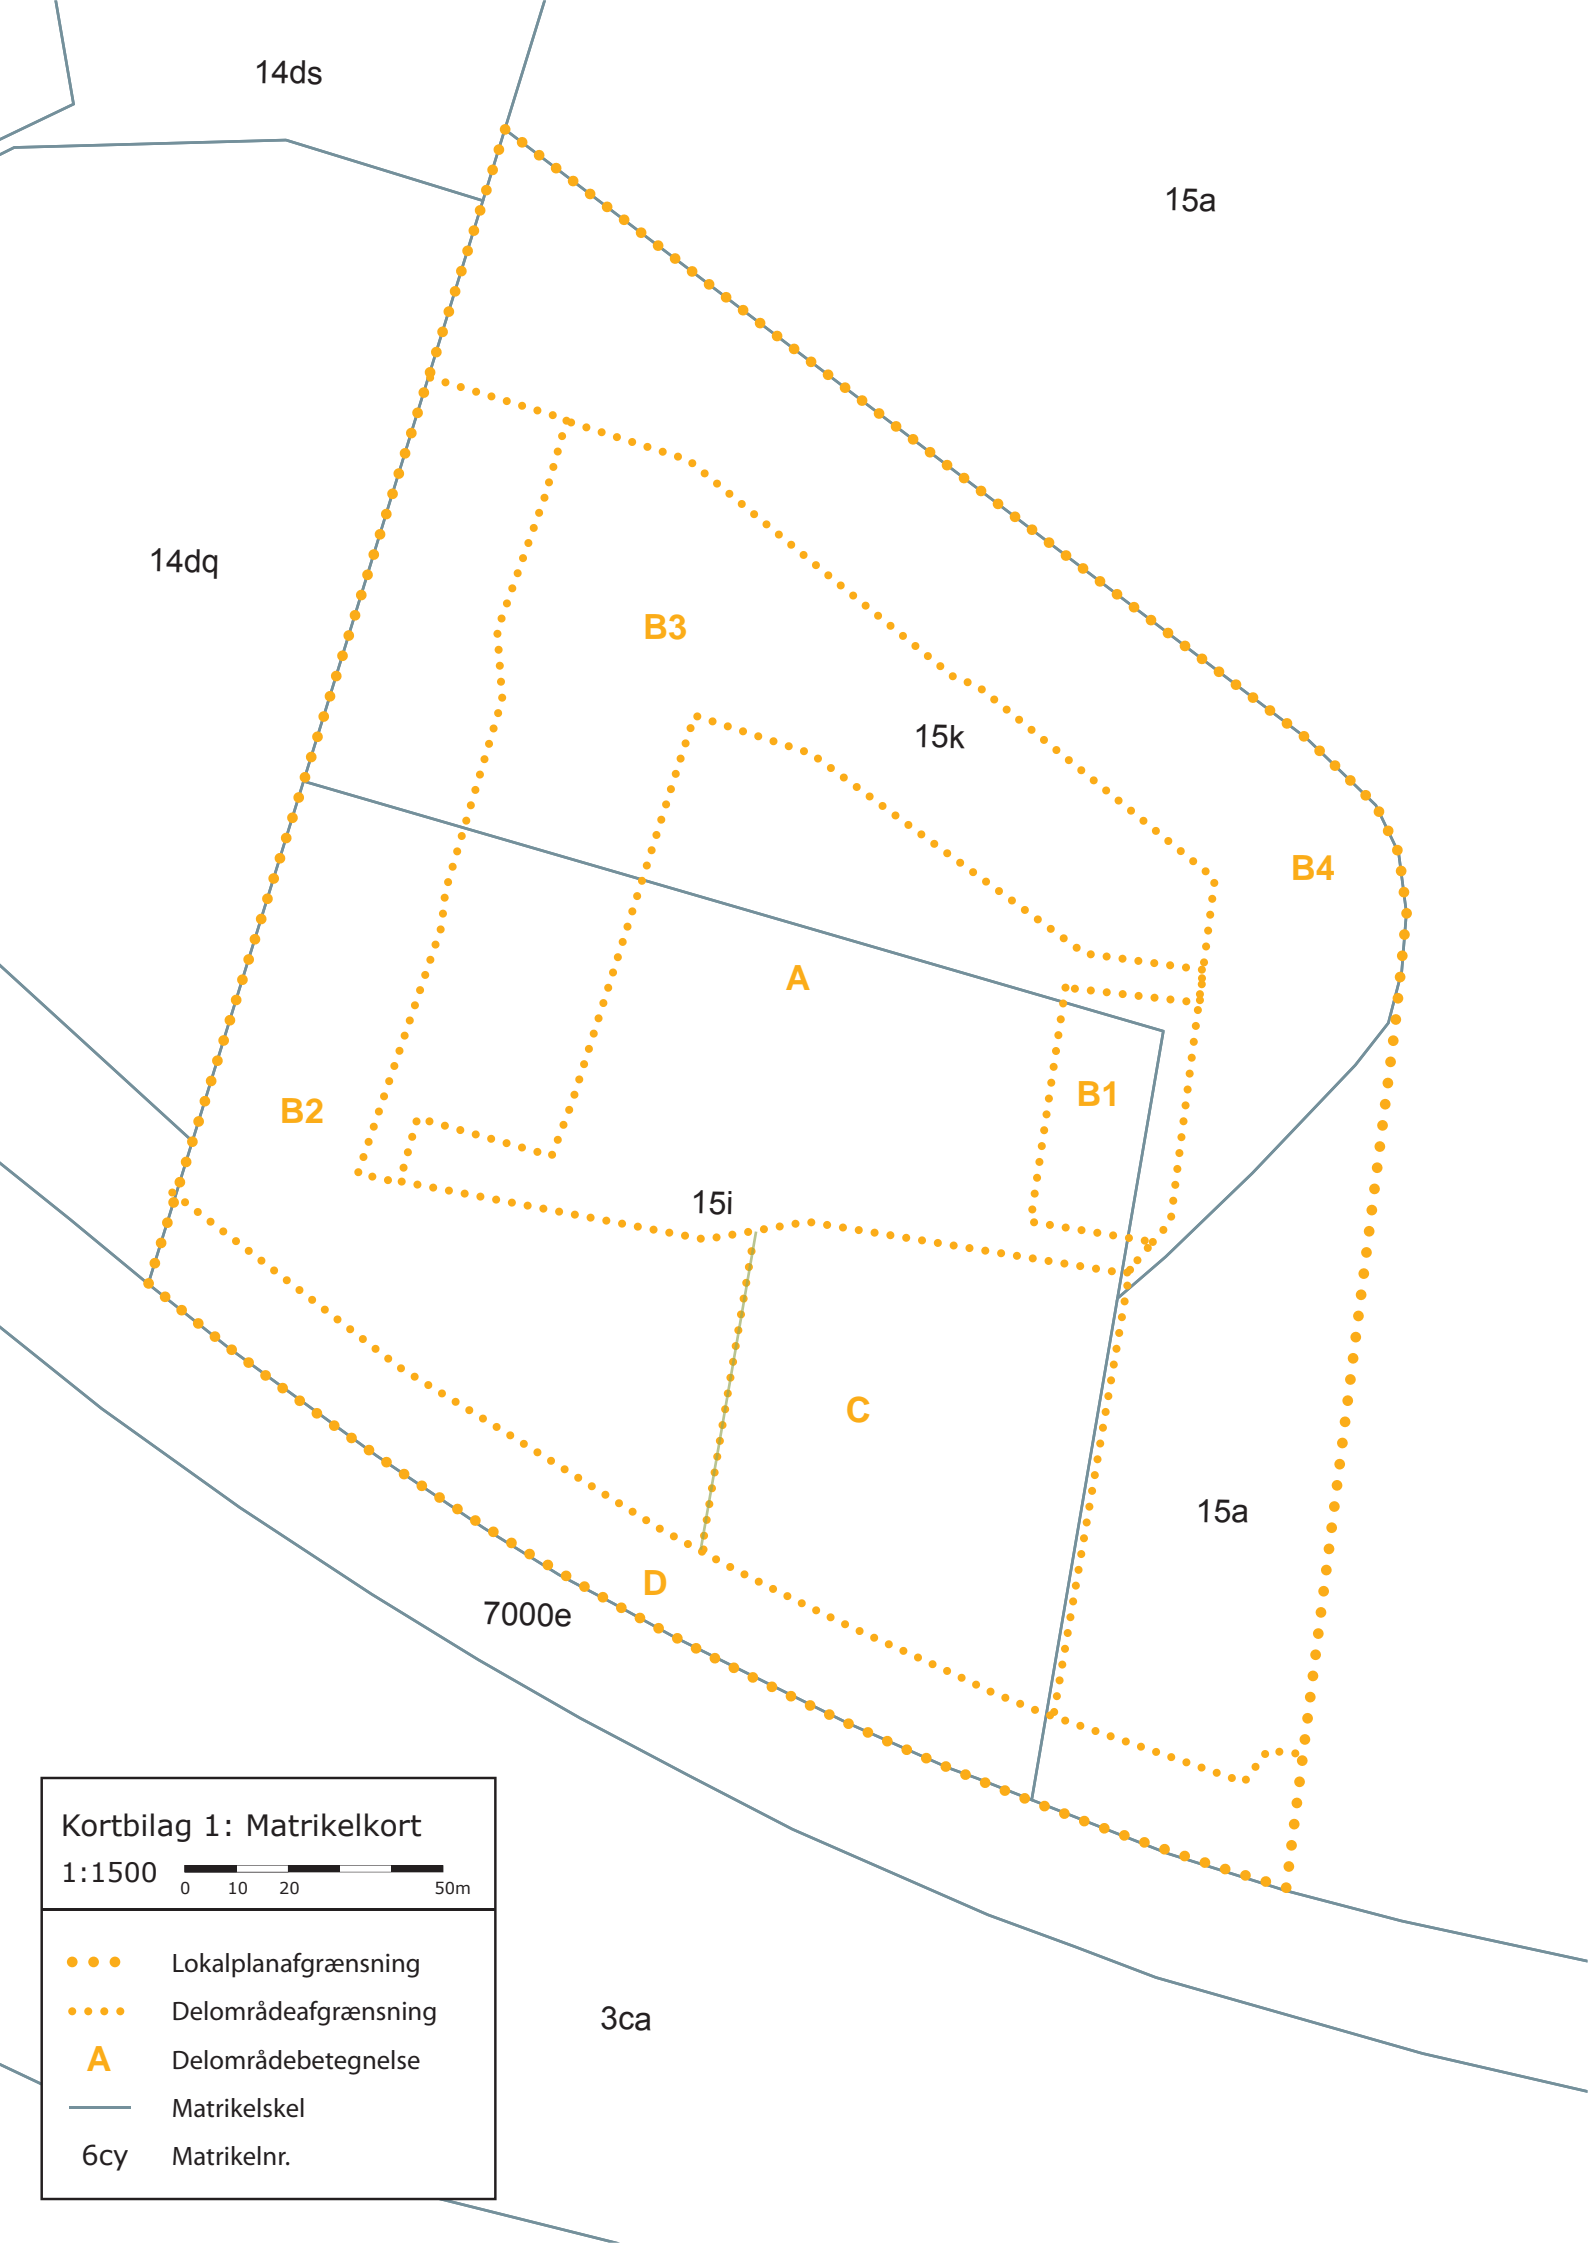 14ds
15a
14dq
B3
15k
B4
A
B1
B2
15i
C
15a
D
7000e
Kortbilag 1: Matrikelkort
1:1500
0 10 20 50m
Lokalplanafgrænsning
Delområdeafgrænsning
A Delområdebetegnelse
Matrikelskel
6cy Matrikelnr.
3ca